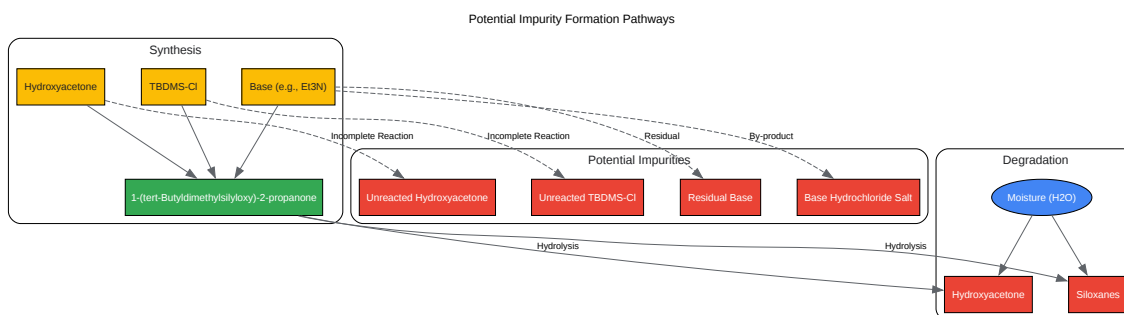 Potential Impurity Formation Pathways
Synthesis
Hydroxyacetone
TBDMS-Cl
Base (e.g., Et3N)
Incomplete Reaction
Incomplete Reaction
Residual
By-product
Potential Impurities
Degradation
1-(tert-Butyldimethylsilyloxy)-2-propanone
Unreacted Hydroxyacetone
Unreacted TBDMS-Cl
Residual Base
Base Hydrochloride Salt
Moisture (H2O)
Hydrolysis
Hydrolysis
Hydroxyacetone
Siloxanes